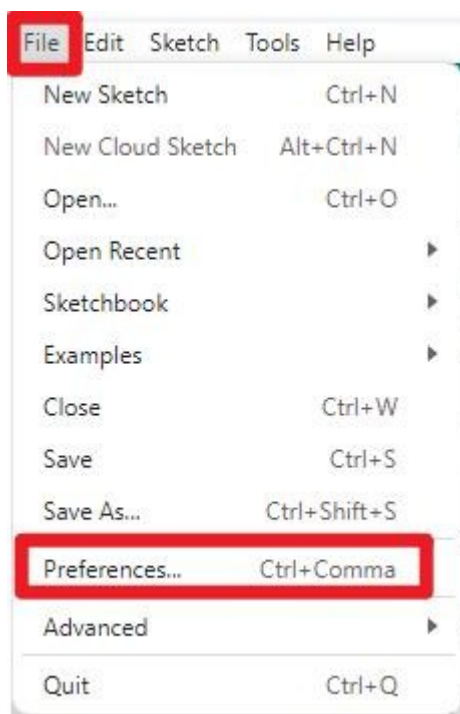 File Edit Sketch Tools Help
New Sketch Ctrl+N
New Cloud Sketch Alt+Ctrl+N
Open... Ctrl+O
Open Recent
Sketchbook
Examples
Close Ctrl+W
Save Ctrl+S
Save As... Ctrl+Shift+S
Preferences... Ctrl+Comma
Advanced
Quit Ctrl+Q